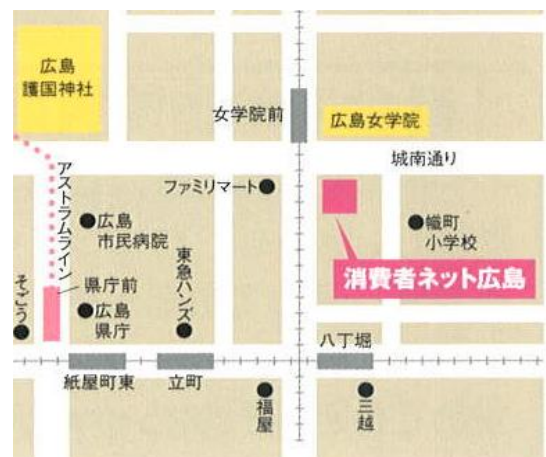 広島
護国神社
女学院前
広島女学院
城南通り
アストラムライン
ファミリマート
広島
市民病院
幟町
小学校
東急ハンズ
消費者ネット広島
県庁前
そごう
広島
県庁
八丁堀
紙屋町東
立町
福屋
三越